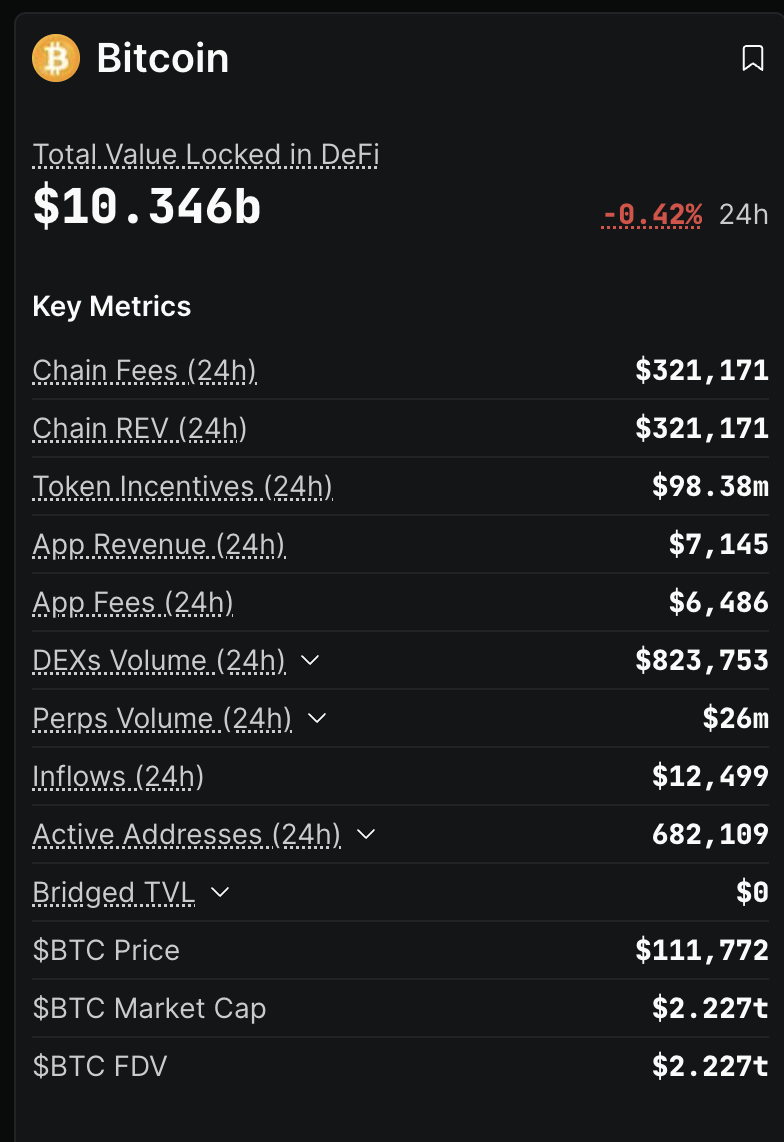 Bitcoin
Total Value Locked in DeFi
$10.346b -0.42% 24h
Key Metrics
Chain Fees (24h) $321,171
Chain REV (24h) $321,171
Token Incentives (24h) $98.38m
App Revenue (24h) $7,145
App Fees (24h) $6,486
DEXs Volume (24h) $823,753
Perps Volume (24h) $26m
Inflows (24h) $12,499
Active Addresses (24h) 682,109
Bridged TVL $0
$BTC Price $111,772
$BTC Market Cap $2.227t
$BTC FDV $2.227t